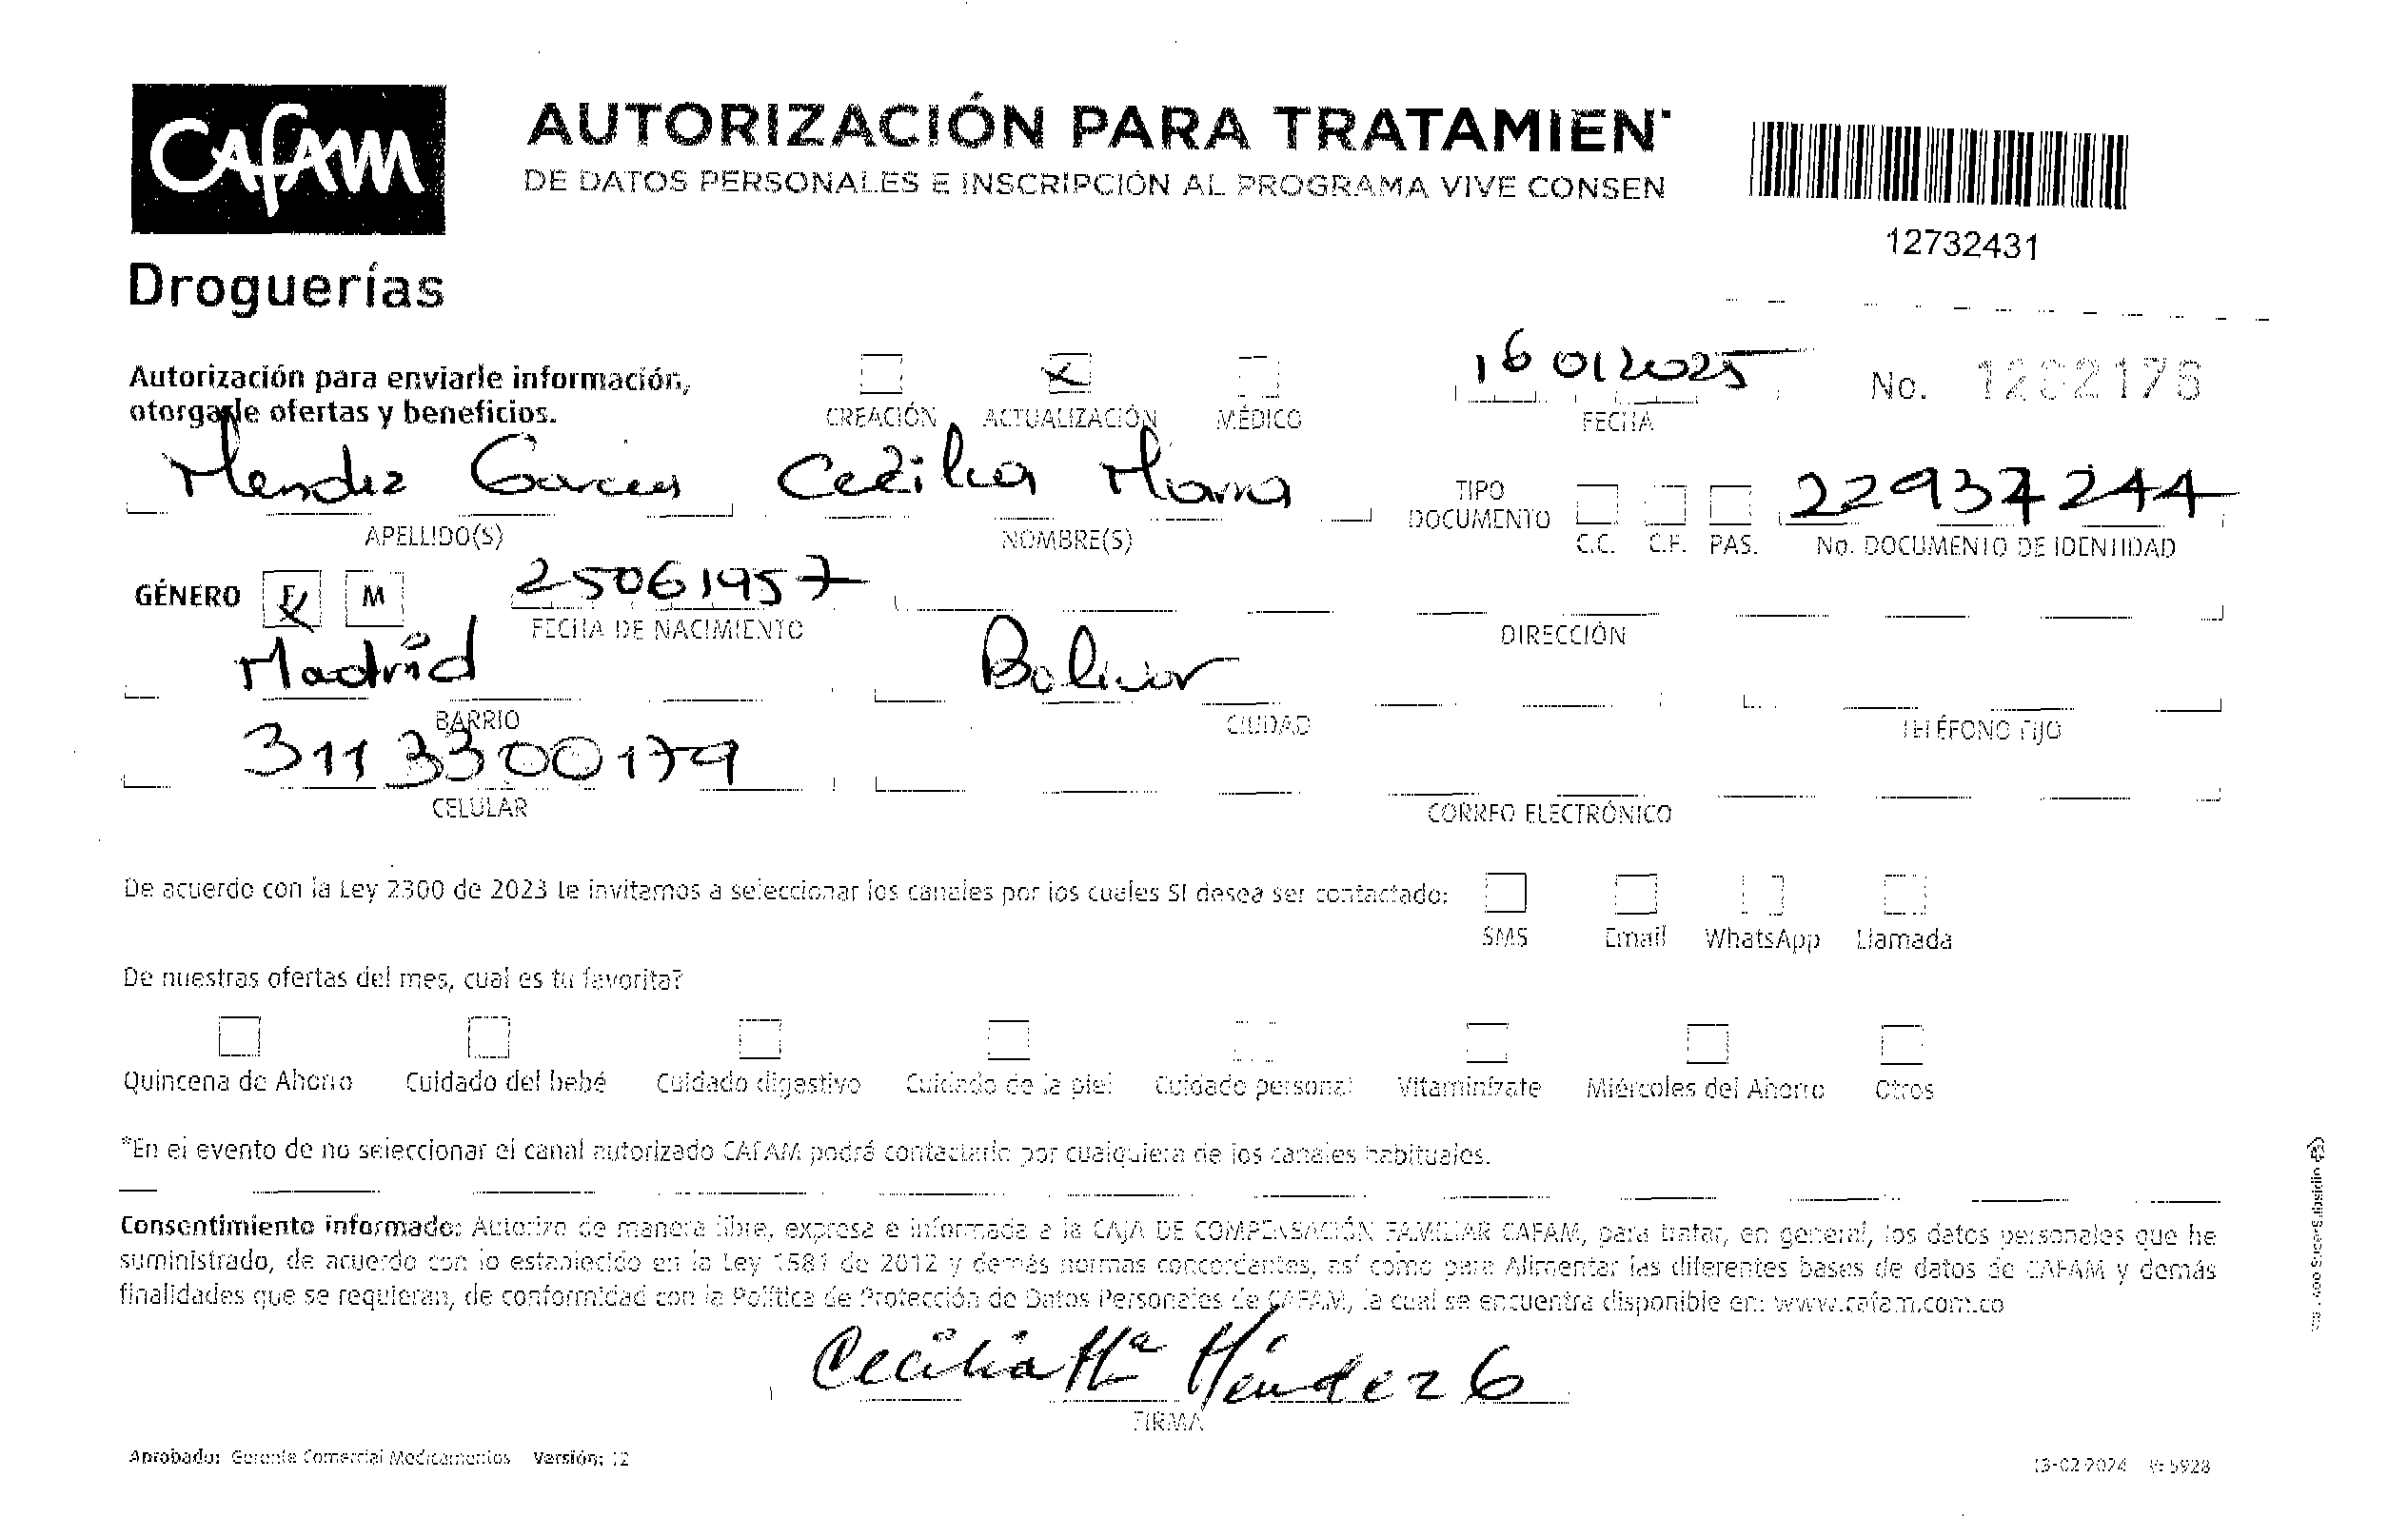 CAFAM
Droguerías
AUTORIZACIÓN PARA TRATAMIEN
DE DATOS PERSONALES E INSCRIPCIÓN AL PROGRAMA VIVE CONSEN
12732431
Autorización para enviarle información,
otorgarle ofertas y beneficios.
CREACIÓN ACTUALIZACIÓN MÉDICO
16 01 2025
FECHA
No.
Mendez Garcia Cecilia Maria
APELLIDO(S) NOMBRE(S)
TIPO DOCUMENTO C.C. C.E. PAS.
22937244
No. DOCUMENTO DE IDENTIDAD
GÉNERO F M
25061957
FECHA DE NACIMIENTO
DIRECCIÓN
Madrid Bolivar
BARRIO CIUDAD TELÉFONO FIJO
3113300179
CELULAR CORREO ELECTRÓNICO
De acuerdo con la Ley 2300 de 2023 le invitamos a seleccionar los canales por los cuales SI desea ser contactado:
SMS Email WhatsApp Llamada
De nuestras ofertas del mes, cual es tu favorita?
Quincena de Ahorro Cuidado del bebé Cuidado digestivo Cuidado de la piel Cuidado personal Vitamínizate Miércoles del Ahorro Otros
*En el evento de no seleccionar el canal autorizado CAFAM podrá contactarlo por cualquiera de los canales habituales.
Consentimiento informado: Autorizo de manera libre, expresa e informada a la CAJA DE COMPENSACIÓN FAMILIAR CAFAM, para tratar, en general, los datos personales que he
suministrado, de acuerdo con lo establecido en la Ley 1581 de 2012 y demás normas concordantes, así como para Alimentar las diferentes bases de datos de CAFAM y demás
finalidades que se requieran, de conformidad con la Política de Protección de Datos Personales de CAFAM, la cual se encuentra disponible en: www.cafam.com.co
Cecilia Mª Méndez G
FIRMA
Aprobado: Gerente Comercial Medicamentos Versión: 12
13-02-2024